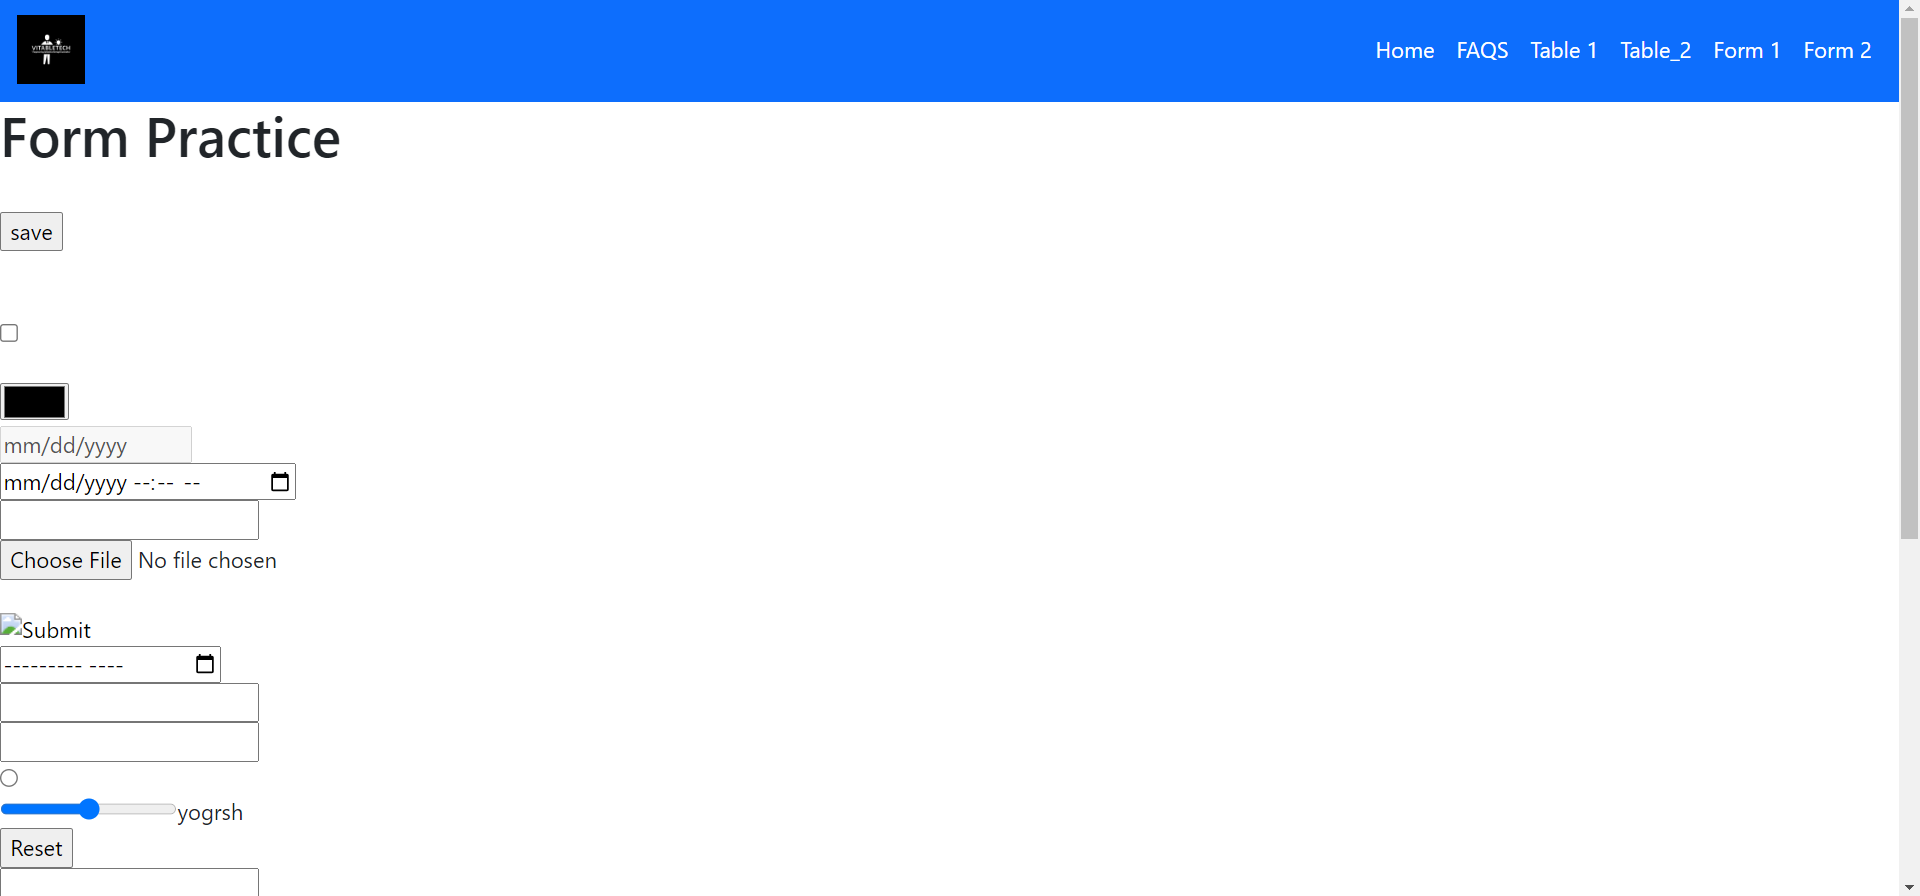 VITABLETECH
Home FAQS Table 1 Table_2 Form 1 Form 2
Form Practice
save
mm/dd/yyyy
mm/dd/yyyy --:-- --
Choose File No file chosen
Submit
--------- ----
yogrsh
Reset